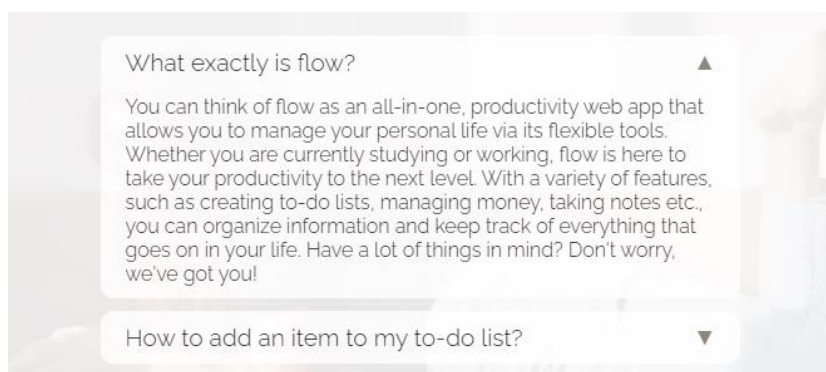 What exactly is flow? ▲
You can think of flow as an all-in-one, productivity web app that
allows you to manage your personal life via its flexible tools.
Whether you are currently studying or working, flow is here to
take your productivity to the next level. With a variety of features,
such as creating to-do lists, managing money, taking notes etc.,
you can organize information and keep track of everything that
goes on in your life. Have a lot of things in mind? Don't worry,
we've got you!
How to add an item to my to-do list? ▼